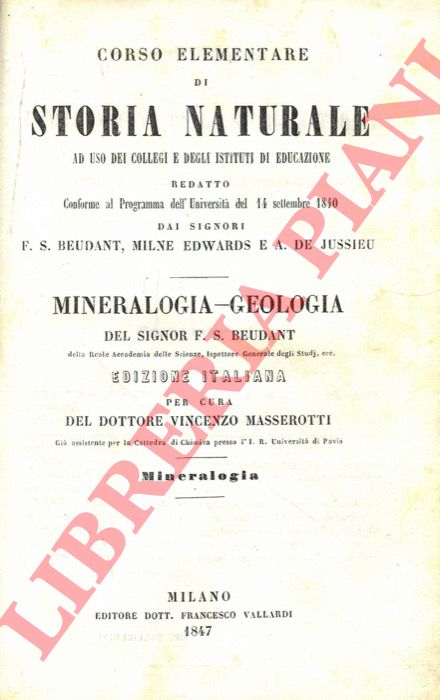 CORSO ELEMENTARE
DI
STORIA NATURALE
AD USO DEI COLLEGI E DEGLI ISTITUTI DI EDUCAZIONE
REDATTO
Conforme al Programma dell'Università del 14 settembre 1840
DAI SIGNORI
F. S. BEUDANT, MILNE EDWARDS E A. DE JUSSIEU
MINERALOGIA—GEOLOGIA
DEL SIGNOR F. S. BEUDANT
della Reale Accademia delle Scienze, Ispettore Generale degli Studj, ecc.
EDIZIONE ITALIANA
PER CURA
DEL DOTTORE VINCENZO MASSEROTTI
Già assistente per la Cattedra di Chimica presso l'I. R. Università di Pavia
Mineralogia
MILANO
EDITORE DOTT. FRANCESCO VALLARDI
1847
LIBRERIA PIANI